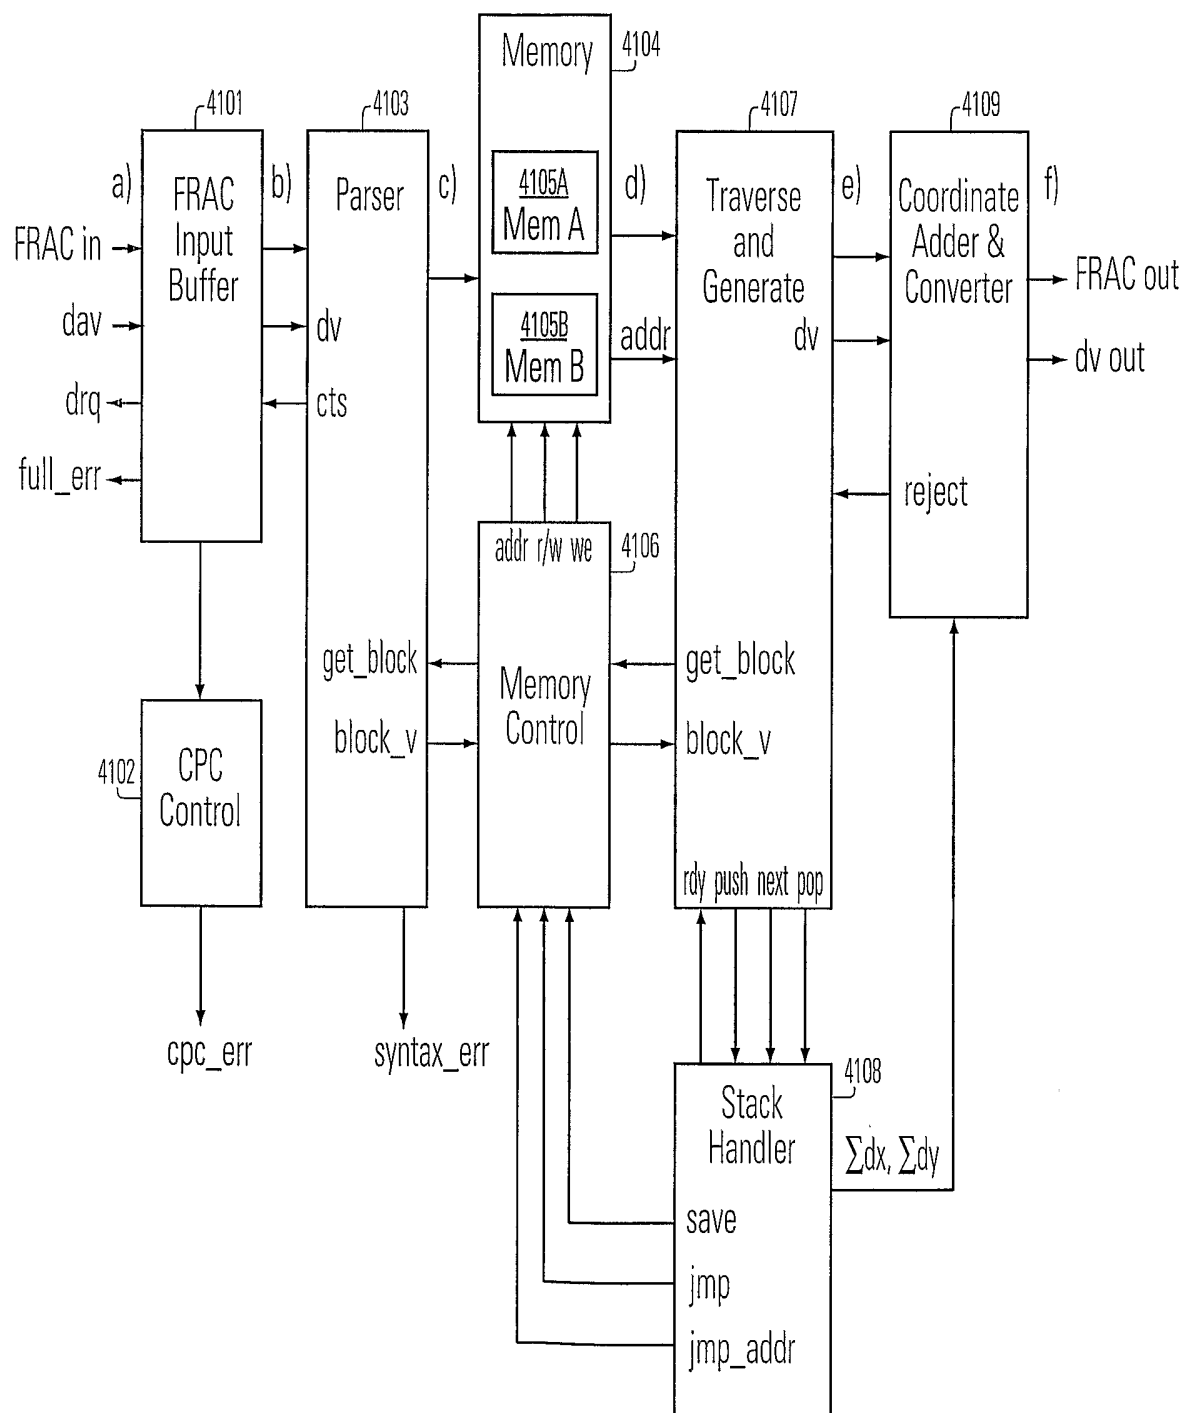 Memory
4104
4101
4103
4107
4109
a)
FRAC
Input
Buffer
b)
Parser
c)
4105A
Mem A
d)
Traverse
and
Generate
e)
Coordinate
Adder &
Converter
f)
FRAC in
FRAC out
dav
dv
4105B
Mem B
addr
dv
dv out
drq
cts
full_err
reject
addr r/w we
4106
get_block
Memory
Control
get_block
block_v
block_v
4102
CPC
Control
rdy push next pop
cpc_err
syntax_err
4108
Stack
Handler
∑dx, ∑dy
save
jmp
jmp_addr